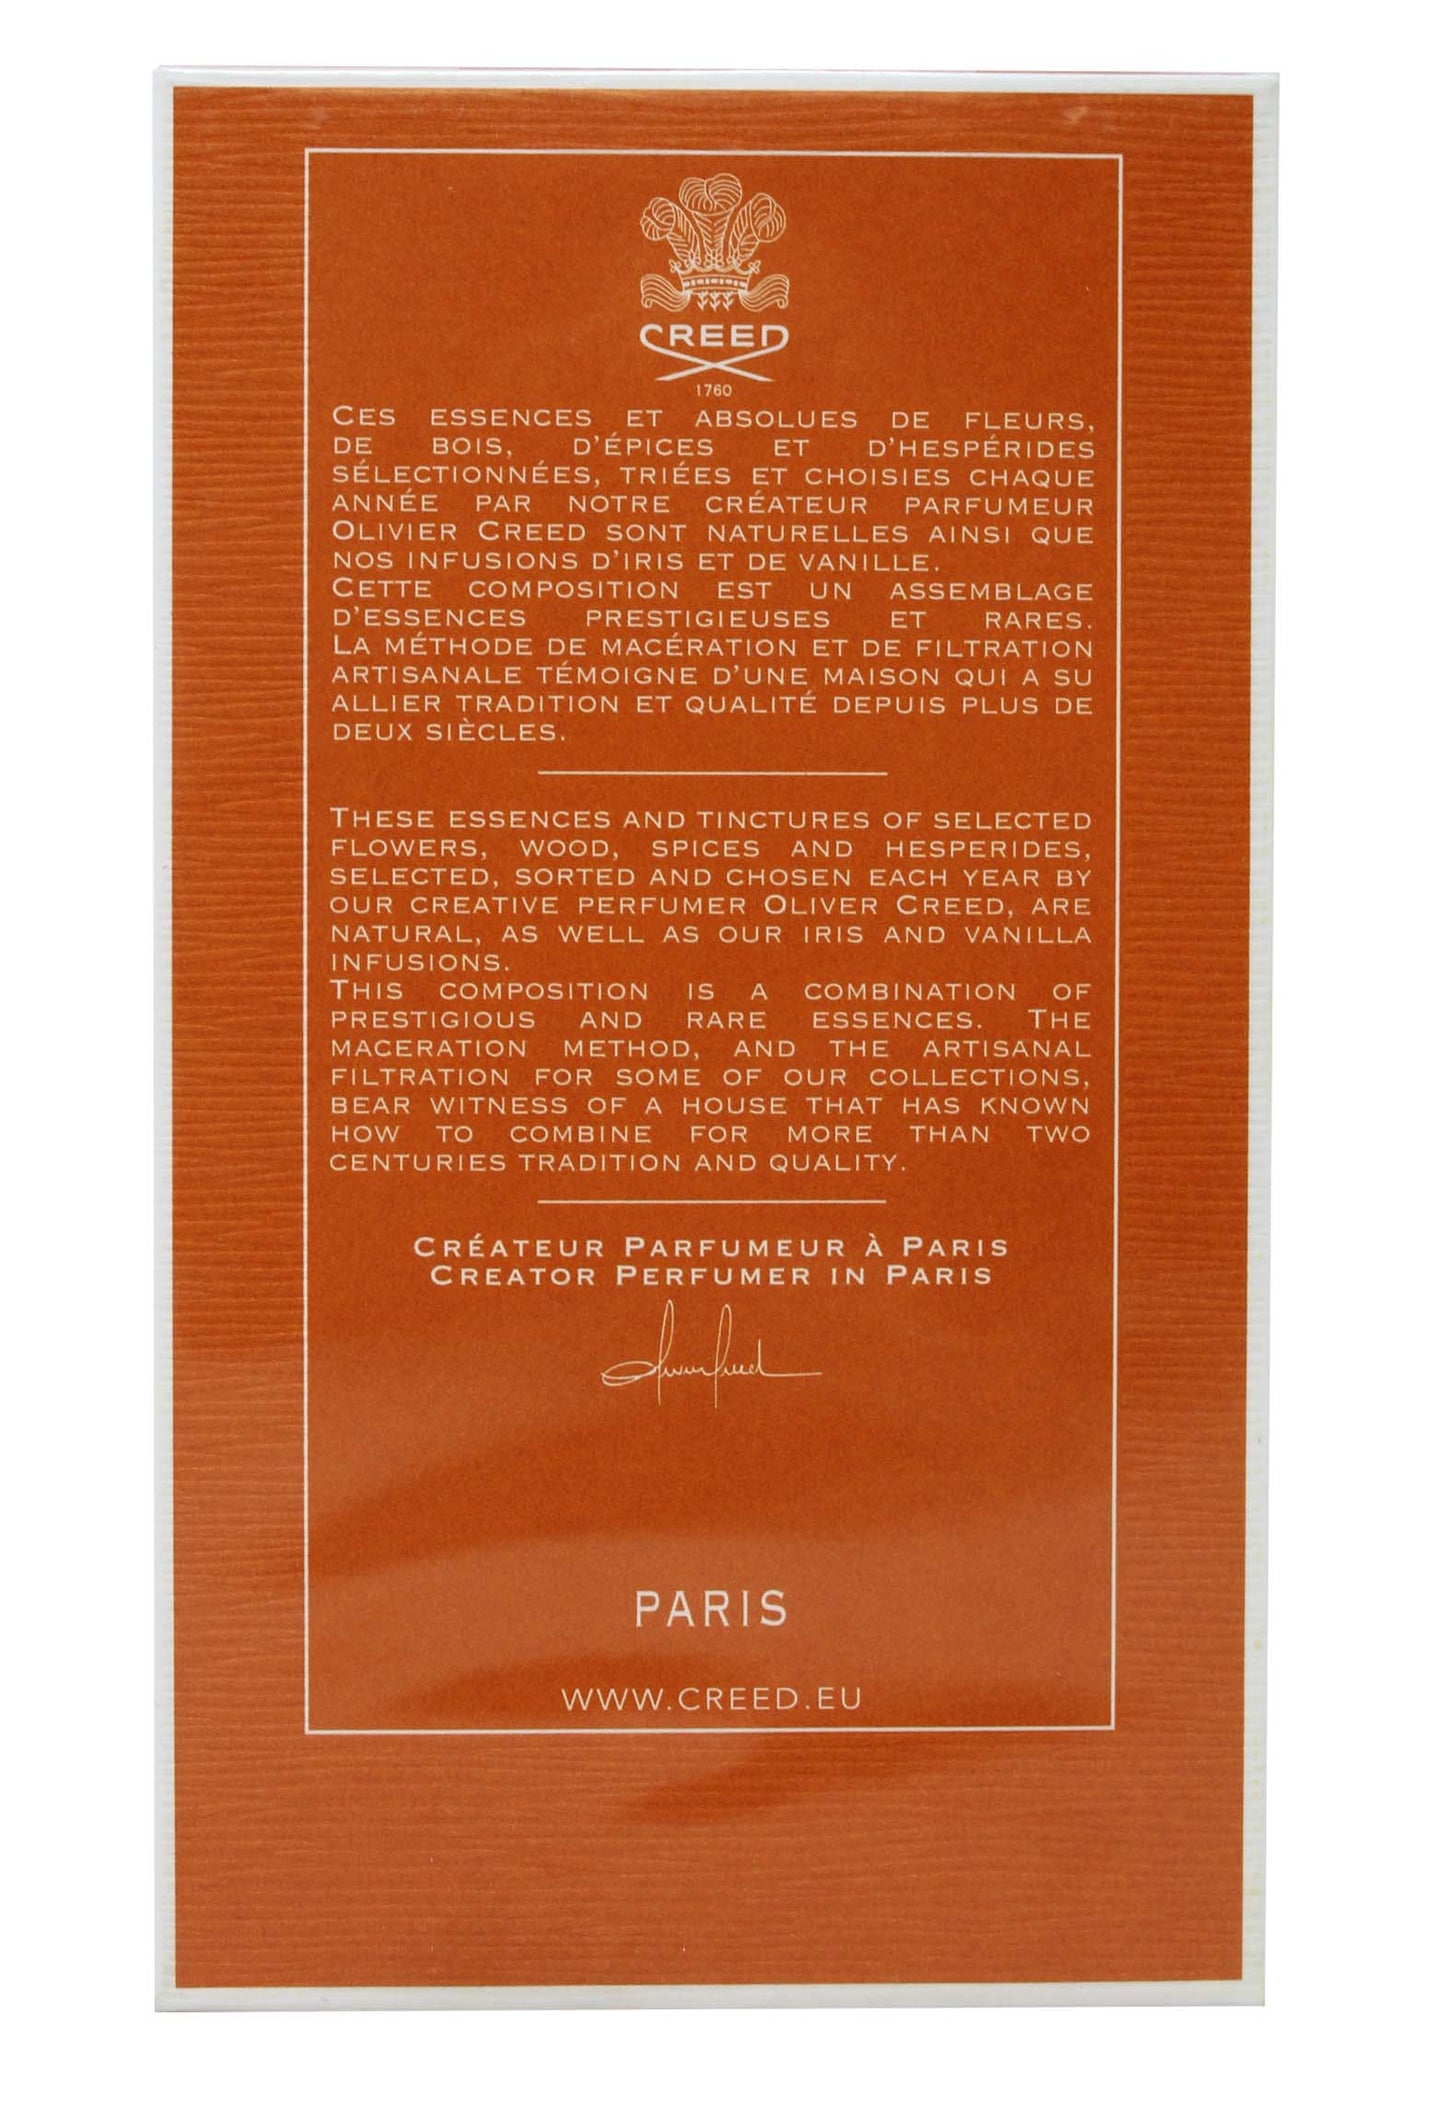 CREED
1760
CES ESSENCES ET ABSOLUES DE FLEURS,
DE BOIS, D'ÉPICES ET D'HESPÉRIDES
SÉLECTIONNÉES, TRIÉES ET CHOISIES CHAQUE
ANNÉE PAR NOTRE CRÉATEUR PARFUMEUR
OLIVIER CREED SONT NATURELLES AINSI QUE
NOS INFUSIONS D'IRIS ET DE VANILLE.
CETTE COMPOSITION EST UN ASSEMBLAGE
D'ESSENCES PRESTIGIEUSES ET RARES.
LA MÉTHODE DE MACÉRATION ET DE FILTRATION
ARTISANALE TÉMOIGNE D'UNE MAISON QUI A SU
ALLIER TRADITION ET QUALITÉ DEPUIS PLUS DE
DEUX SIÈCLES.
THESE ESSENCES AND TINCTURES OF SELECTED
FLOWERS, WOOD, SPICES AND HESPERIDES,
SELECTED, SORTED AND CHOSEN EACH YEAR BY
OUR CREATIVE PERFUMER OLIVER CREED, ARE
NATURAL, AS WELL AS OUR IRIS AND VANILLA
INFUSIONS.
THIS COMPOSITION IS A COMBINATION OF
PRESTIGIOUS AND RARE ESSENCES. THE
MACERATION METHOD, AND THE ARTISANAL
FILTRATION FOR SOME OF OUR COLLECTIONS,
BEAR WITNESS OF A HOUSE THAT HAS KNOWN
HOW TO COMBINE FOR MORE THAN TWO
CENTURIES TRADITION AND QUALITY.
CRÉATEUR PARFUMEUR À PARIS
CREATOR PERFUMER IN PARIS
PARIS
WWW.CREED.EU